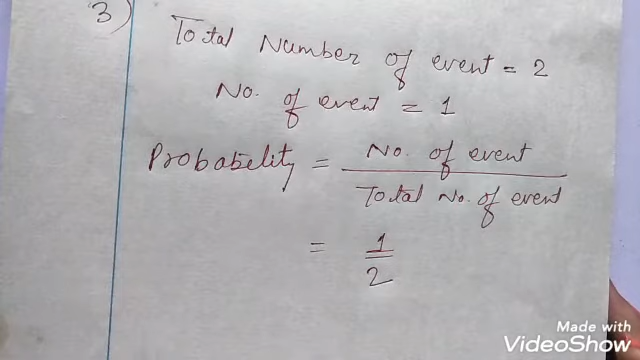 3)
Total Number of event = 2
No. of event = 1
Probability = No. of event
Total No. of event
= 1
2
Made with
VideoShow